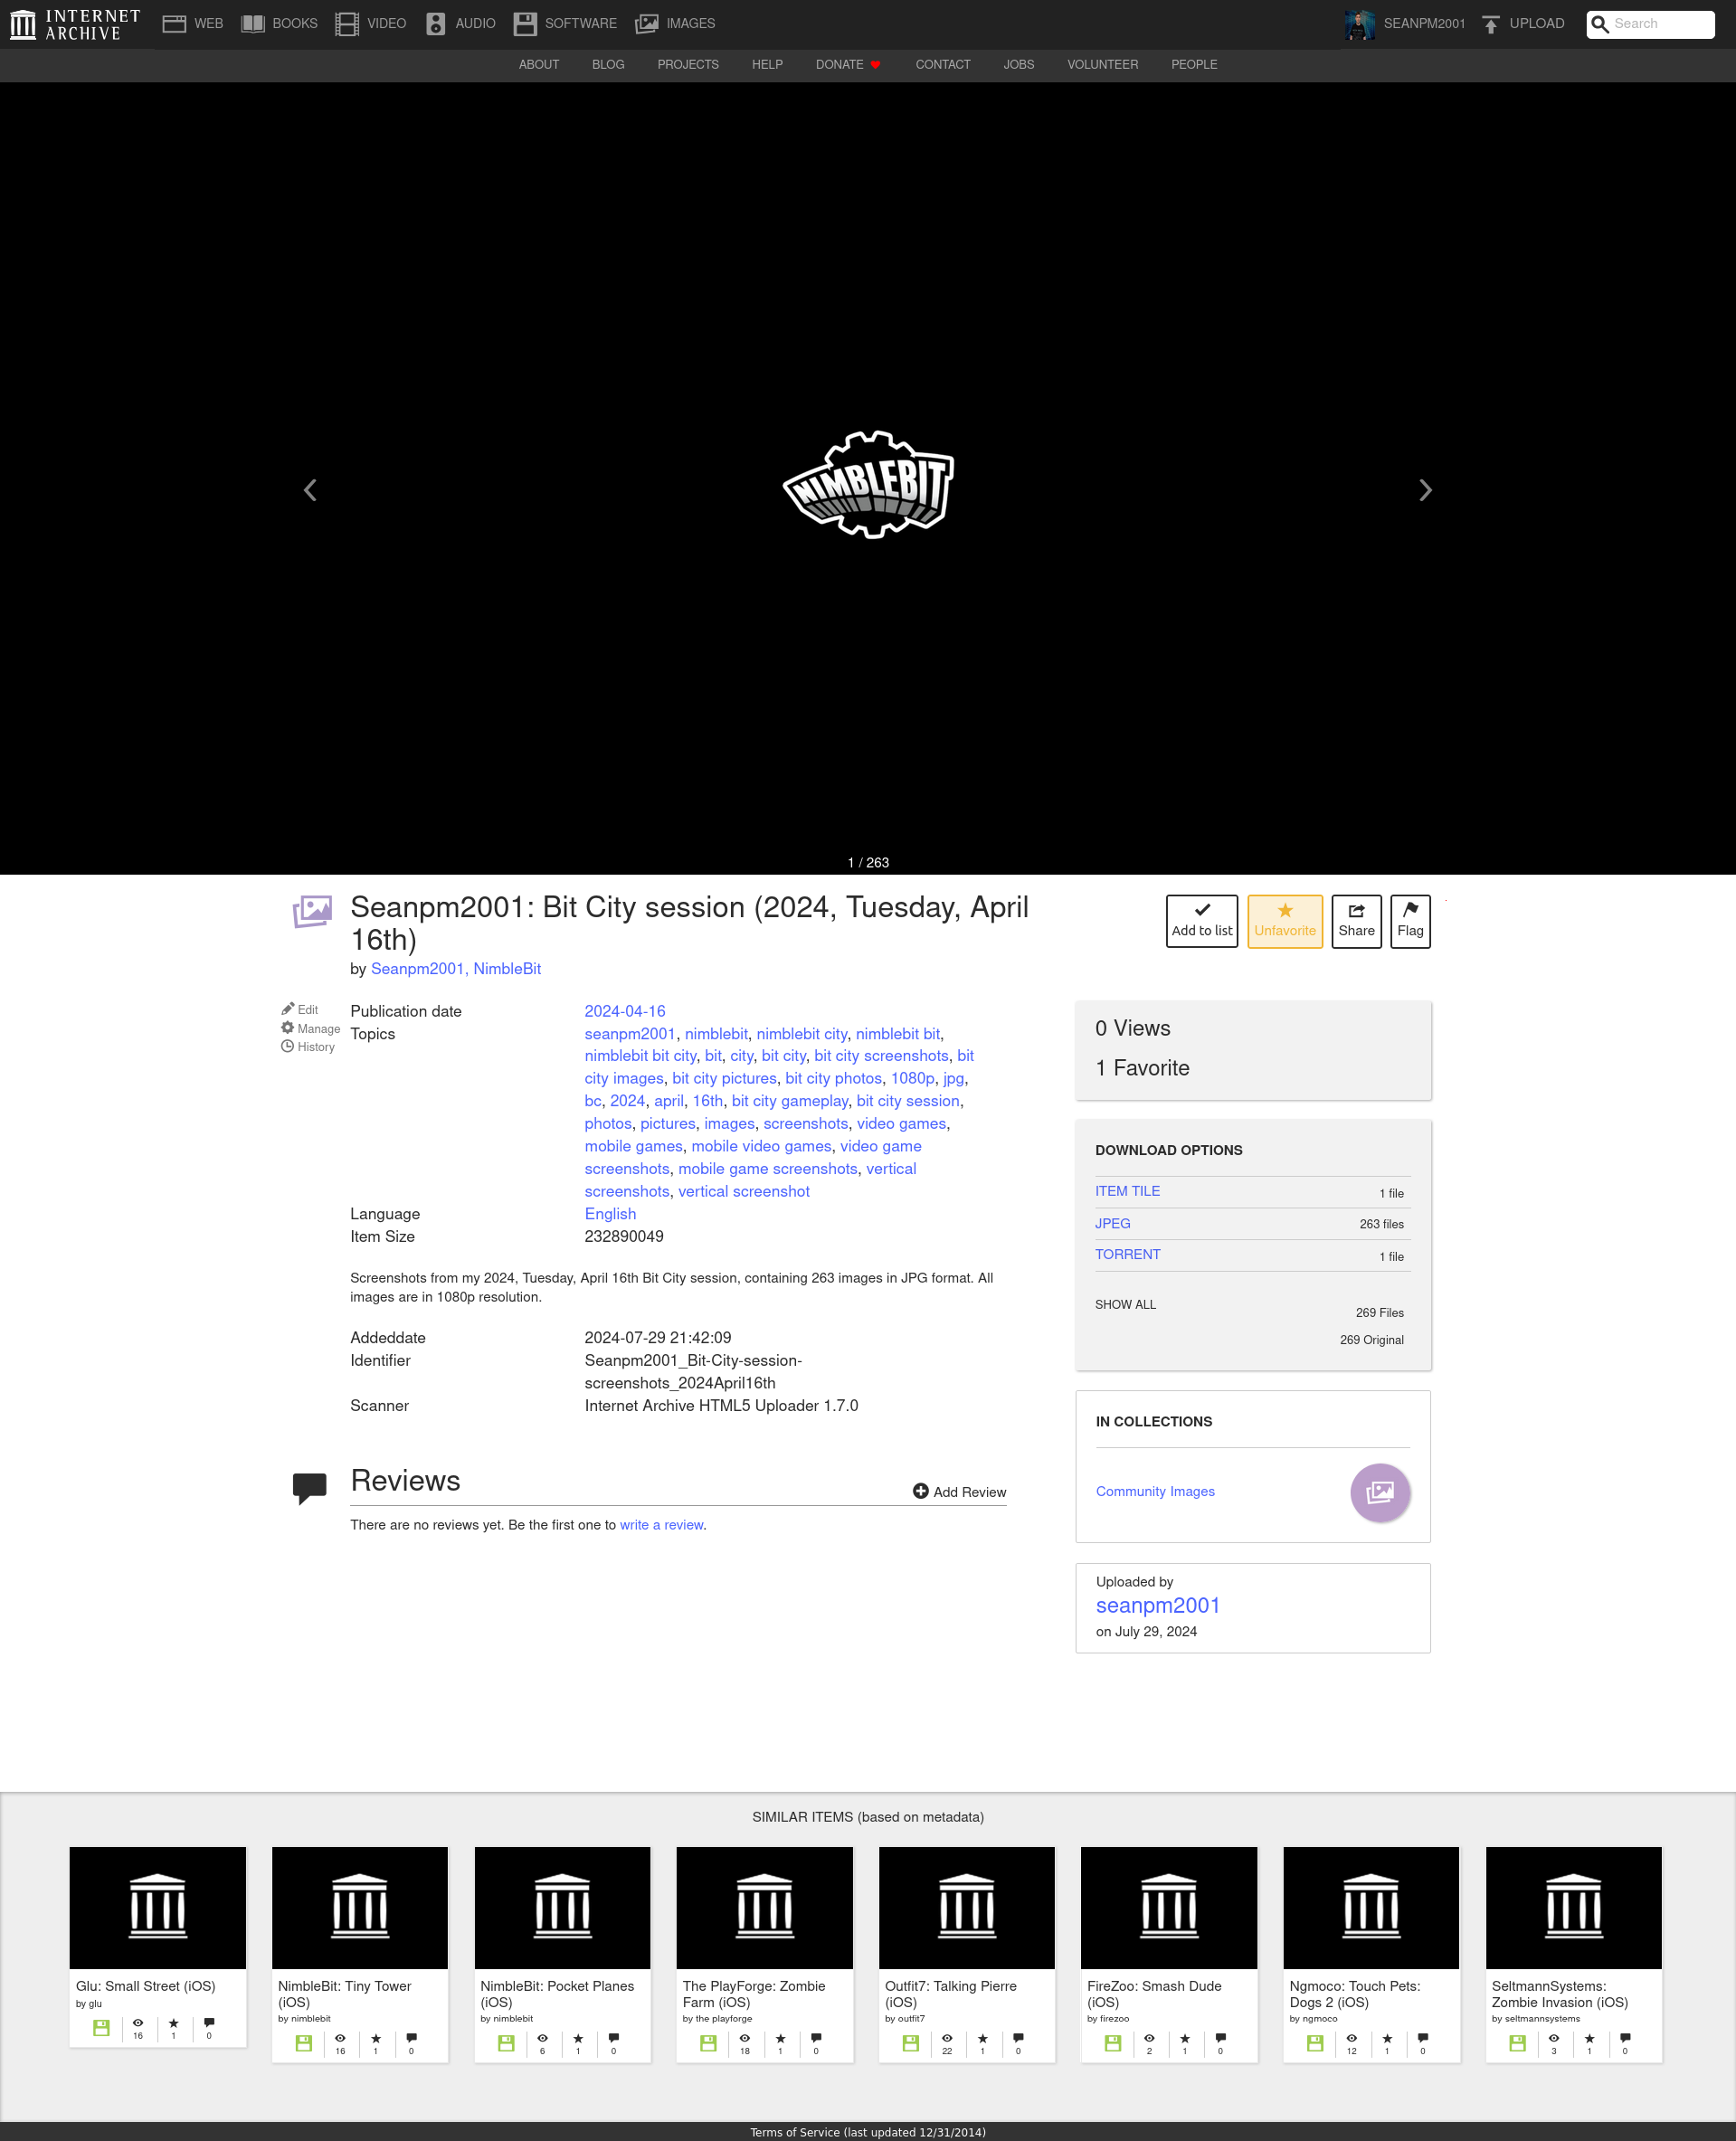 INTERNET ARCHIVE WEB BOOKS VIDEO AUDIO SOFTWARE IMAGES SEANPM2001 UPLOAD Search
ABOUT BLOG PROJECTS HELP DONATE CONTACT JOBS VOLUNTEER PEOPLE
NIMBLEBIT
1 / 263
Seanpm2001: Bit City session (2024, Tuesday, April
16th)
by Seanpm2001, NimbleBit
Add to list
Unfavorite
Share
Flag
Edit
Manage
History
Publication date 2024-04-16
Topics seanpm2001, nimblebit, nimblebit city, nimblebit bit,
nimblebit bit city, bit, city, bit city, bit city screenshots, bit
city images, bit city pictures, bit city photos, 1080p, jpg,
bc, 2024, april, 16th, bit city gameplay, bit city session,
photos, pictures, images, screenshots, video games,
mobile games, mobile video games, video game
screenshots, mobile game screenshots, vertical
screenshots, vertical screenshot
Language English
Item Size 232890049
Screenshots from my 2024, Tuesday, April 16th Bit City session, containing 263 images in JPG format. All
images are in 1080p resolution.
Addeddate 2024-07-29 21:42:09
Identifier Seanpm2001_Bit-City-session-
screenshots_2024April16th
Scanner Internet Archive HTML5 Uploader 1.7.0
Reviews
Add Review
There are no reviews yet. Be the first one to write a review.
0 Views
1 Favorite
DOWNLOAD OPTIONS
ITEM TILE 1 file
JPEG 263 files
TORRENT 1 file
SHOW ALL
269 Files
269 Original
IN COLLECTIONS
Community Images
Uploaded by
seanpm2001
on July 29, 2024
SIMILAR ITEMS (based on metadata)
Glu: Small Street (iOS)
by glu
16 1 0
NimbleBit: Tiny Tower
(iOS)
by nimblebit
16 1 0
NimbleBit: Pocket Planes
(iOS)
by nimblebit
6 1 0
The PlayForge: Zombie
Farm (iOS)
by the playforge
18 1 0
Outfit7: Talking Pierre
(iOS)
by outfit7
22 1 0
FireZoo: Smash Dude
(iOS)
by firezoo
2 1 0
Ngmoco: Touch Pets:
Dogs 2 (iOS)
by ngmoco
12 1 0
SeltmannSystems:
Zombie Invasion (iOS)
by seltmannsystems
3 1 0
Terms of Service (last updated 12/31/2014)